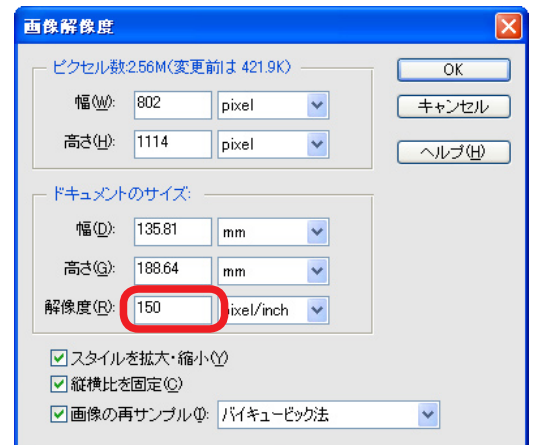 画像解像度
ピクセル数:2.56M(変更前は 421.9K)
幅(W): 802 pixel
高さ(H): 1114 pixel
OK
キャンセル
ヘルプ(H)
ドキュメントのサイズ:
幅(D): 135.81 mm
高さ(G): 188.64 mm
解像度(R): 150 pixel/inch
スタイルを拡大・縮小(Y)
縦横比を固定(C)
画像の再サンプル(I): バイキュービック法